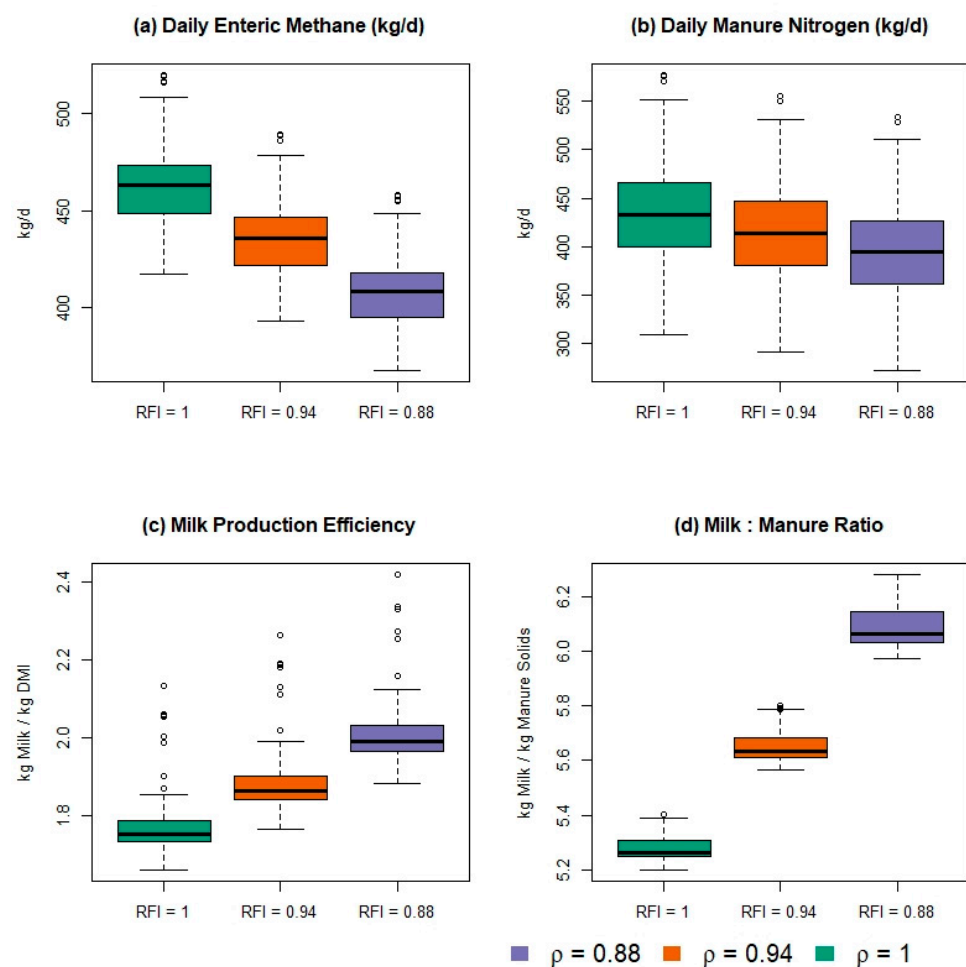 (a) Daily Enteric Methane (kg/d)
kg/d
500
450
400
RFI = 1 RFI = 0.94 RFI = 0.88
(b) Daily Manure Nitrogen (kg/d)
kg/d
550
500
450
400
350
300
RFI = 1 RFI = 0.94 RFI = 0.88
(c) Milk Production Efficiency
kg Milk / kg DMI
2.4
2.2
2.0
1.8
RFI = 1 RFI = 0.94 RFI = 0.88
(d) Milk : Manure Ratio
kg Milk / kg Manure Solids
6.2
6.0
5.8
5.6
5.4
5.2
RFI = 1 RFI = 0.94 RFI = 0.88
ρ = 0.88 ρ = 0.94 ρ = 1